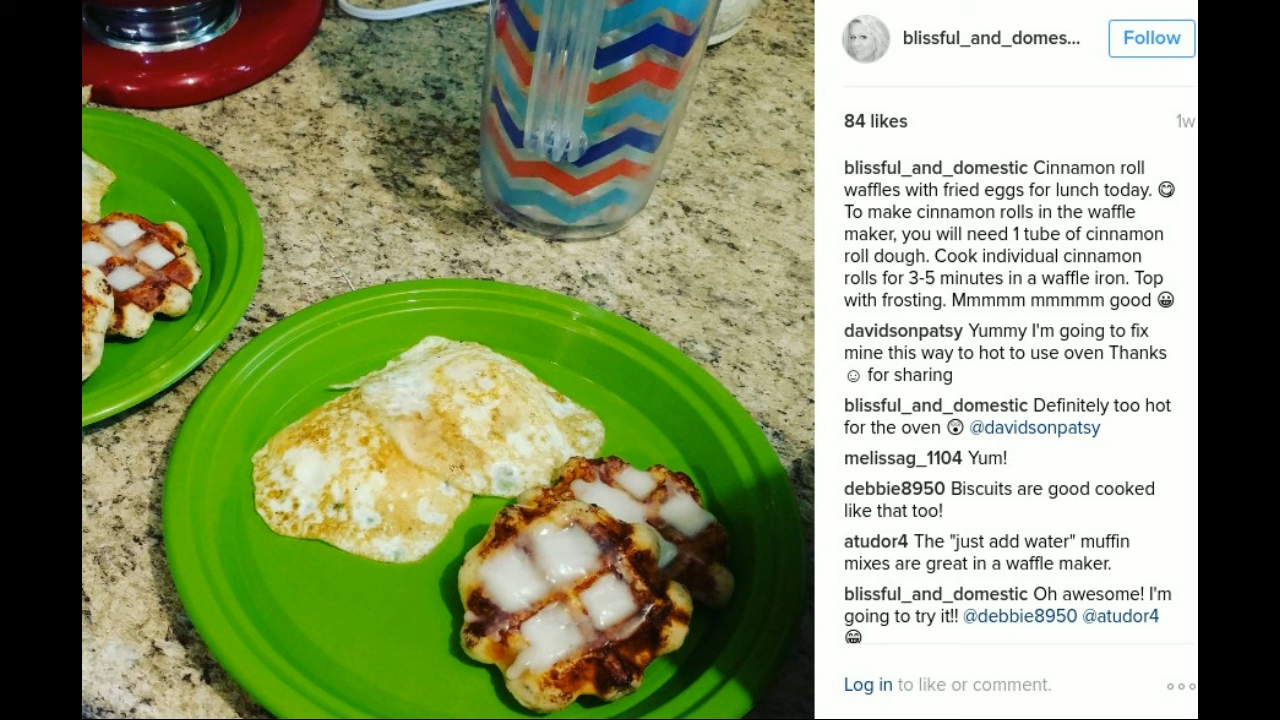 blissful_and_domes...
Follow
84 likes
1w
blissful_and_domestic Cinnamon roll
waffles with fried eggs for lunch today. 😋
To make cinnamon rolls in the waffle
maker, you will need 1 tube of cinnamon
roll dough. Cook individual cinnamon
rolls for 3-5 minutes in a waffle iron. Top
with frosting. Mmmmm mmmmm good 😀
davidsonpatsy Yummy I'm going to fix
mine this way to hot to use oven Thanks
☺ for sharing
blissful_and_domestic Definitely too hot
for the oven 😲 @davidsonpatsy
melissag_1104 Yum!
debbie8950 Biscuits are good cooked
like that too!
atudor4 The "just add water" muffin
mixes are great in a waffle maker.
blissful_and_domestic Oh awesome! I'm
going to try it!! @debbie8950 @atudor4
😁
Log in to like or comment.